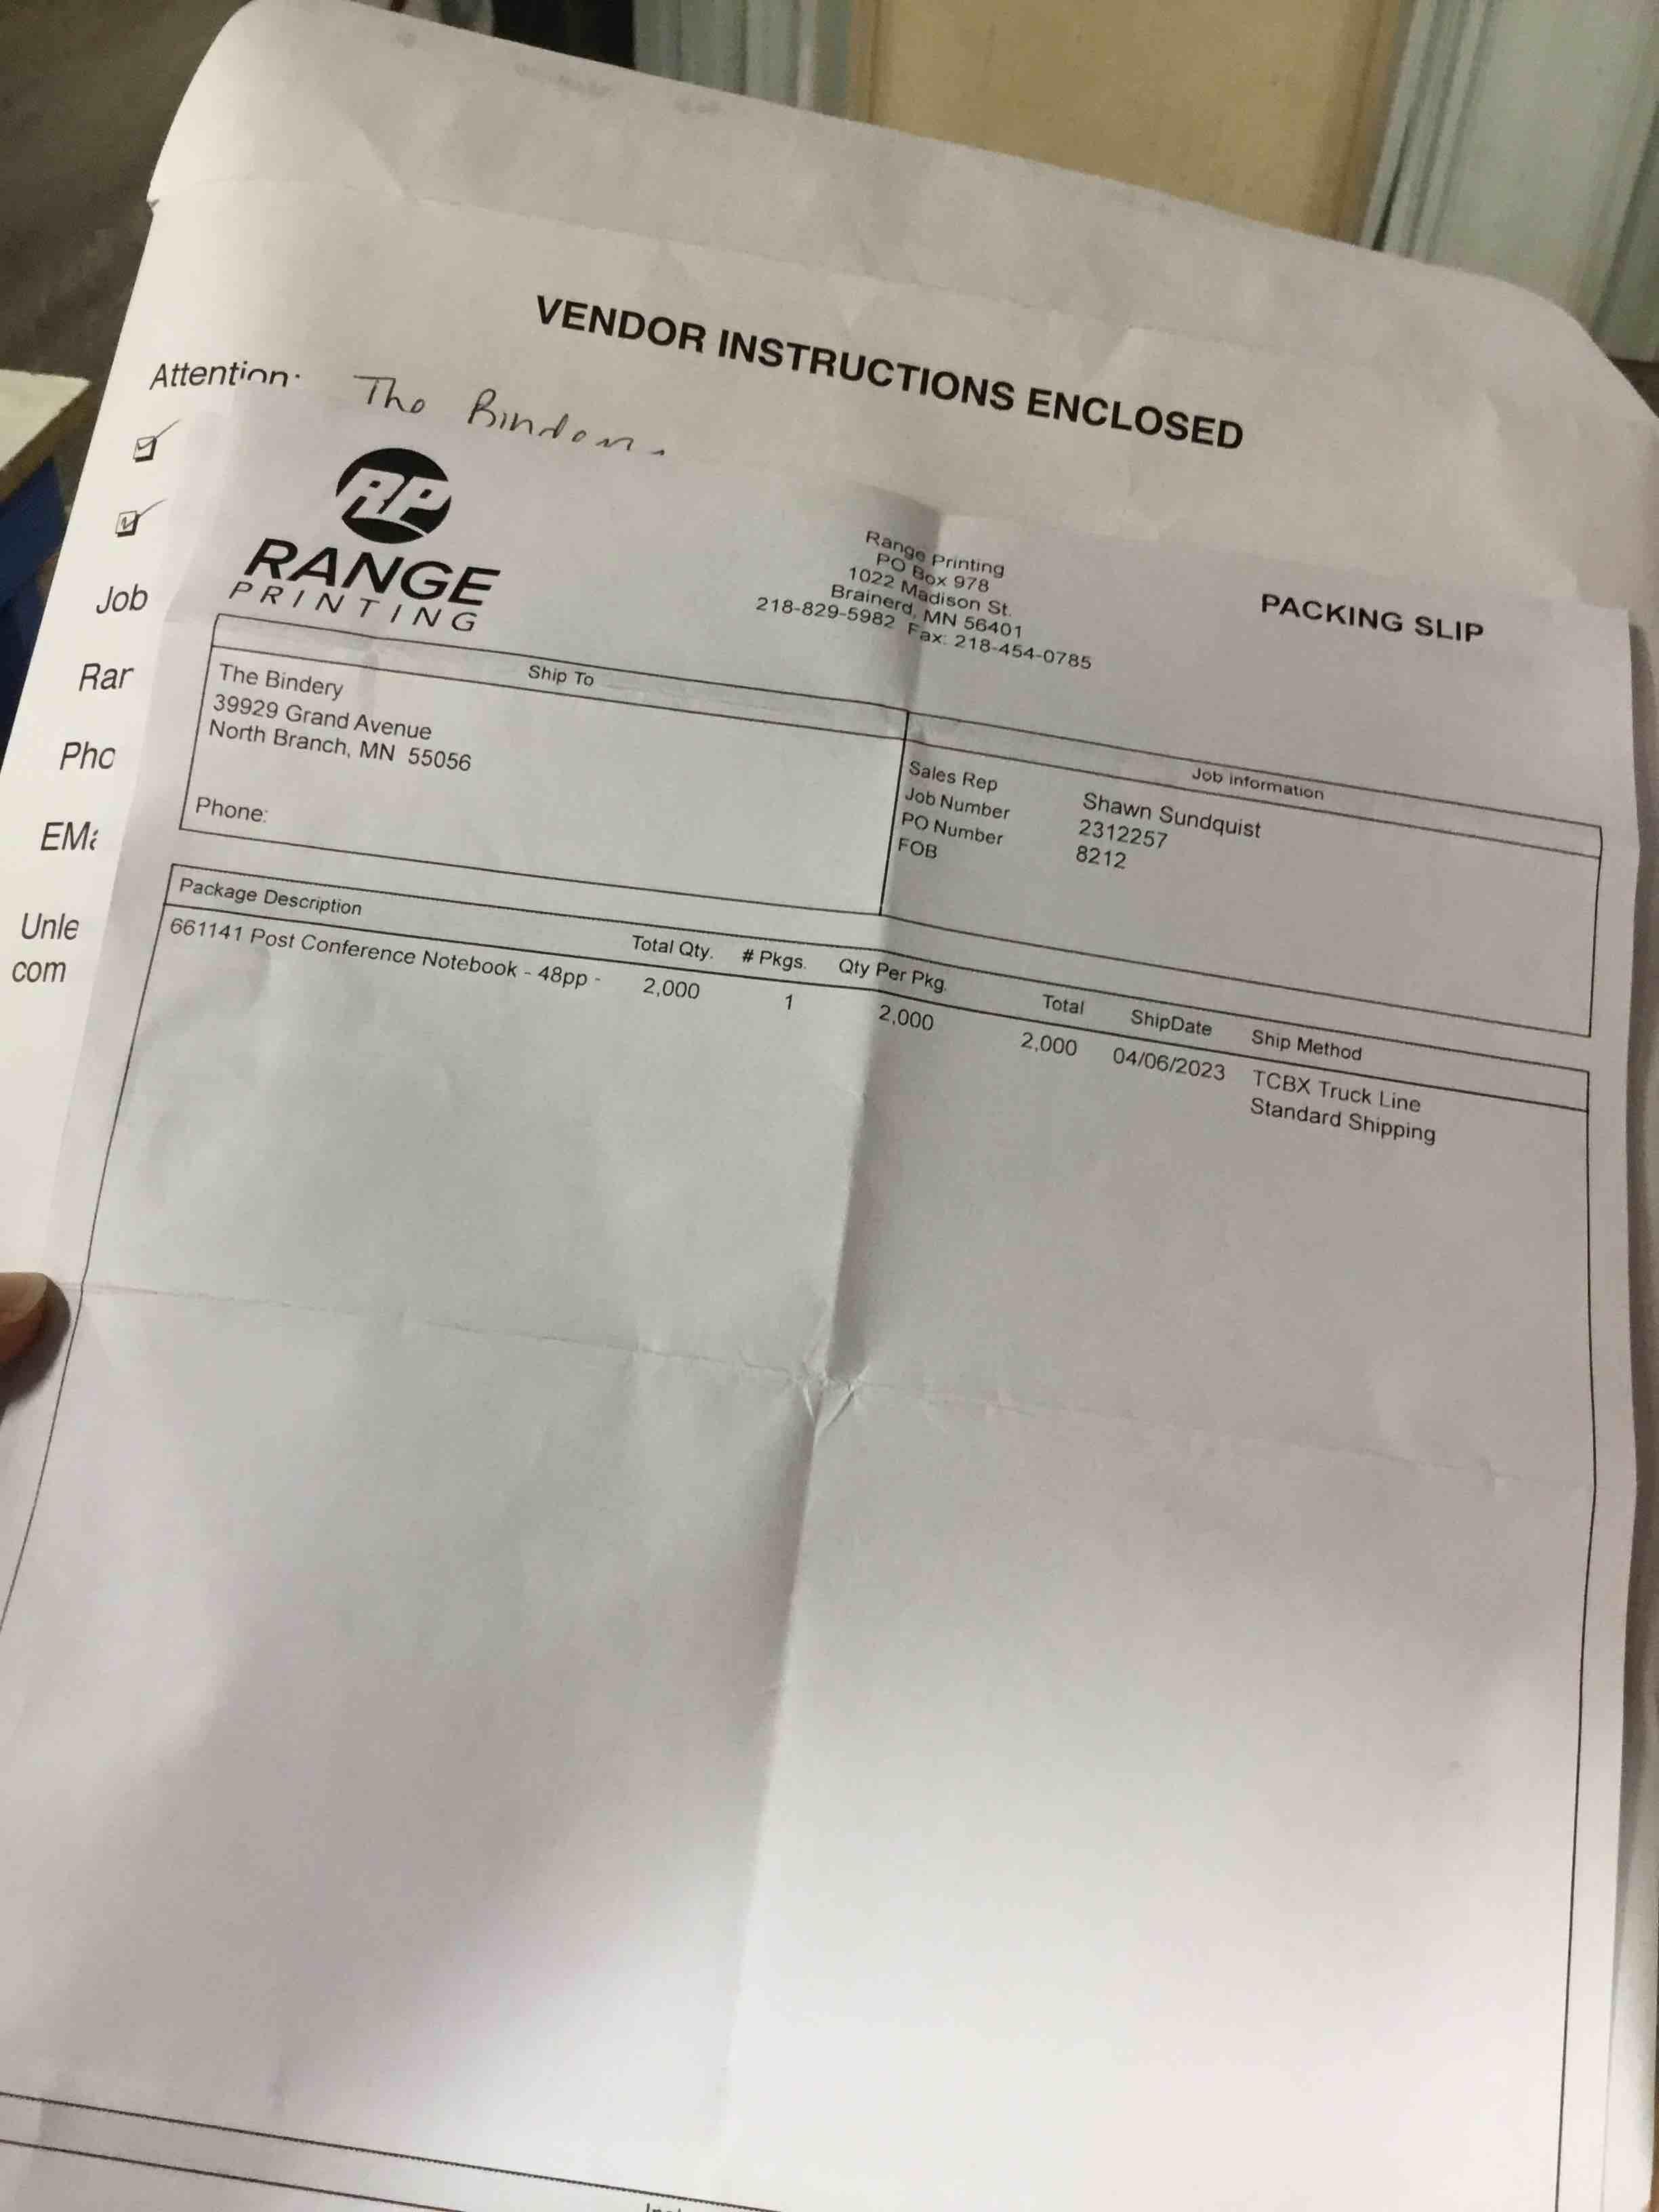 VENDOR INSTRUCTIONS ENCLOSED
Attention: The
Job
Rar
Pho
EMa
Unle
com
RP
RANGE
PRINTING
Range Printing
PO Box 978
1022 Madison St.
Brainerd, MN 56401
218-829-5982 Fax: 218-454-0785
PACKING SLIP
Ship To
The Bindery
39929 Grand Avenue
North Branch, MN 55056
Phone:
Job Information
Sales Rep Shawn Sundquist
Job Number 2312257
PO Number 8212
FOB
Package Description Total Qty. # Pkgs. Qty Per Pkg. Total ShipDate Ship Method
661141 Post Conference Notebook - 48pp - 2,000 1 2,000 2,000 04/06/2023 TCBX Truck Line
Standard Shipping